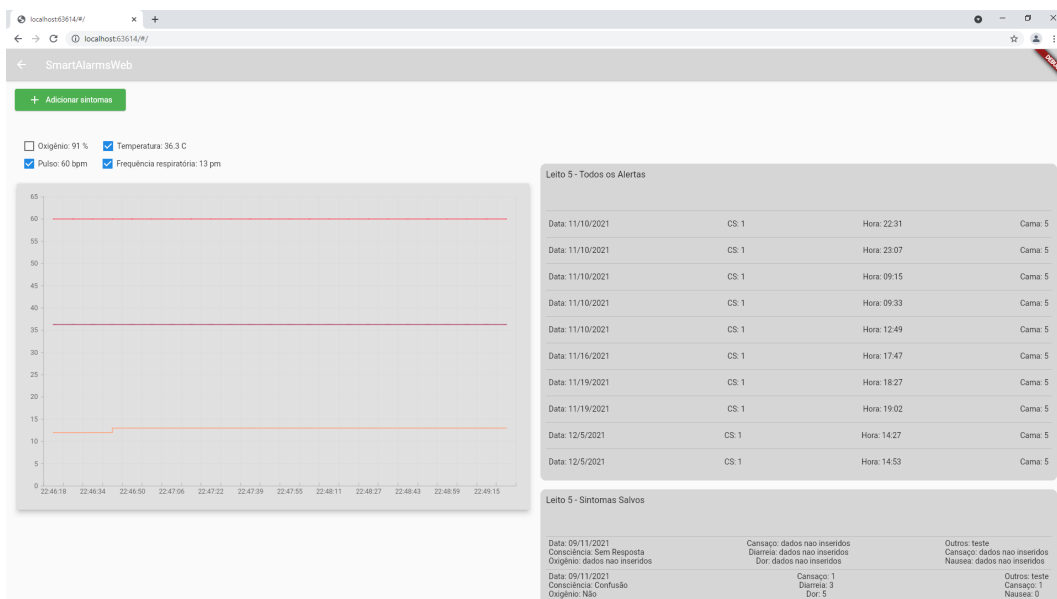 localhost:63614/#/
localhost:63614/#/
SmartAlarmsWeb
+ Adicionar sintomas
Oxigênio: 91 %
Temperatura: 36.3 C
Pulso: 60 bpm
Frequência respiratória: 13 pm
65
60
55
50
45
40
35
30
25
20
15
10
5
0
22:46:18 22:46:34 22:46:50 22:47:06 22:47:22 22:47:39 22:47:55 22:48:11 22:48:27 22:48:43 22:48:59 22:49:15
Leito 5 - Todos os Alertas
Data: 11/10/2021 CS: 1 Hora: 22:31 Cama: 5
Data: 11/10/2021 CS: 1 Hora: 23:07 Cama: 5
Data: 11/10/2021 CS: 1 Hora: 09:15 Cama: 5
Data: 11/10/2021 CS: 1 Hora: 09:33 Cama: 5
Data: 11/10/2021 CS: 1 Hora: 12:49 Cama: 5
Data: 11/16/2021 CS: 1 Hora: 17:47 Cama: 5
Data: 11/19/2021 CS: 1 Hora: 18:27 Cama: 5
Data: 11/19/2021 CS: 1 Hora: 19:02 Cama: 5
Data: 12/5/2021 CS: 1 Hora: 14:27 Cama: 5
Data: 12/5/2021 CS: 1 Hora: 14:53 Cama: 5
Leito 5 - Sintomas Salvos
Data: 09/11/2021 Cansaço: dados nao inseridos Outros: teste
Consciência: Sem Resposta Diarreia: dados nao inseridos Cansaço: dados nao inseridos
Oxigênio: dados nao inseridos Dor: dados nao inseridos Nausea: dados nao inseridos
Data: 09/11/2021 Cansaço: 1 Outros: teste
Consciência: Confusão Diarreia: 3 Cansaço: 1
Oxigênio: Não Dor: 5 Nausea: 0